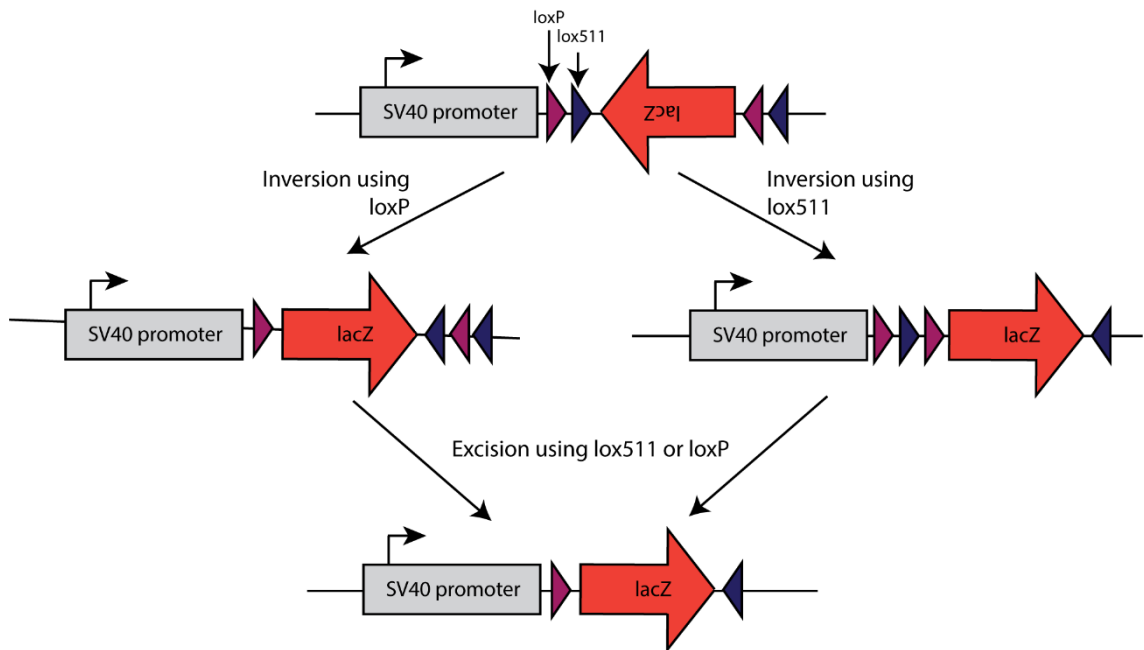 loxP
lox511
SV40 promoter
lacZ
Inversion using
loxP
Inversion using
lox511
SV40 promoter
lacZ
SV40 promoter
lacZ
Excision using lox511 or loxP
SV40 promoter
lacZ